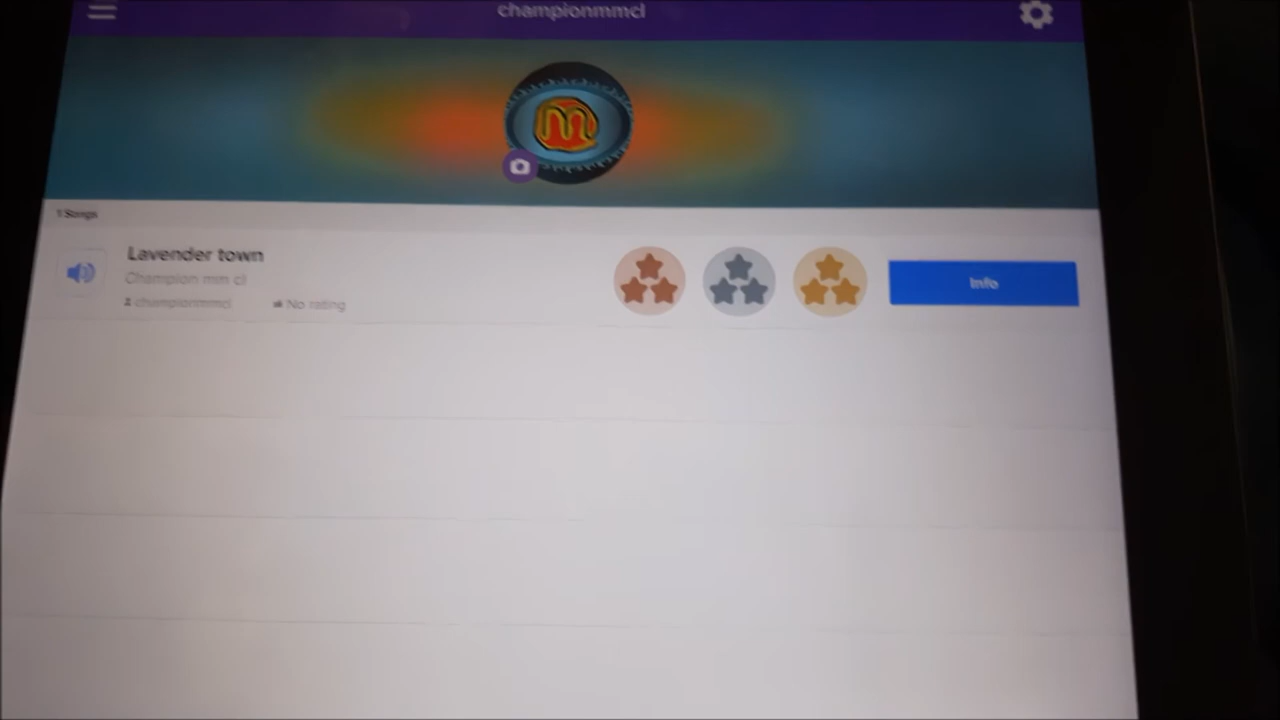 championmmcl
m
1 Songs
Lavender town
Champion mm cl
championmmcl No rating
Info